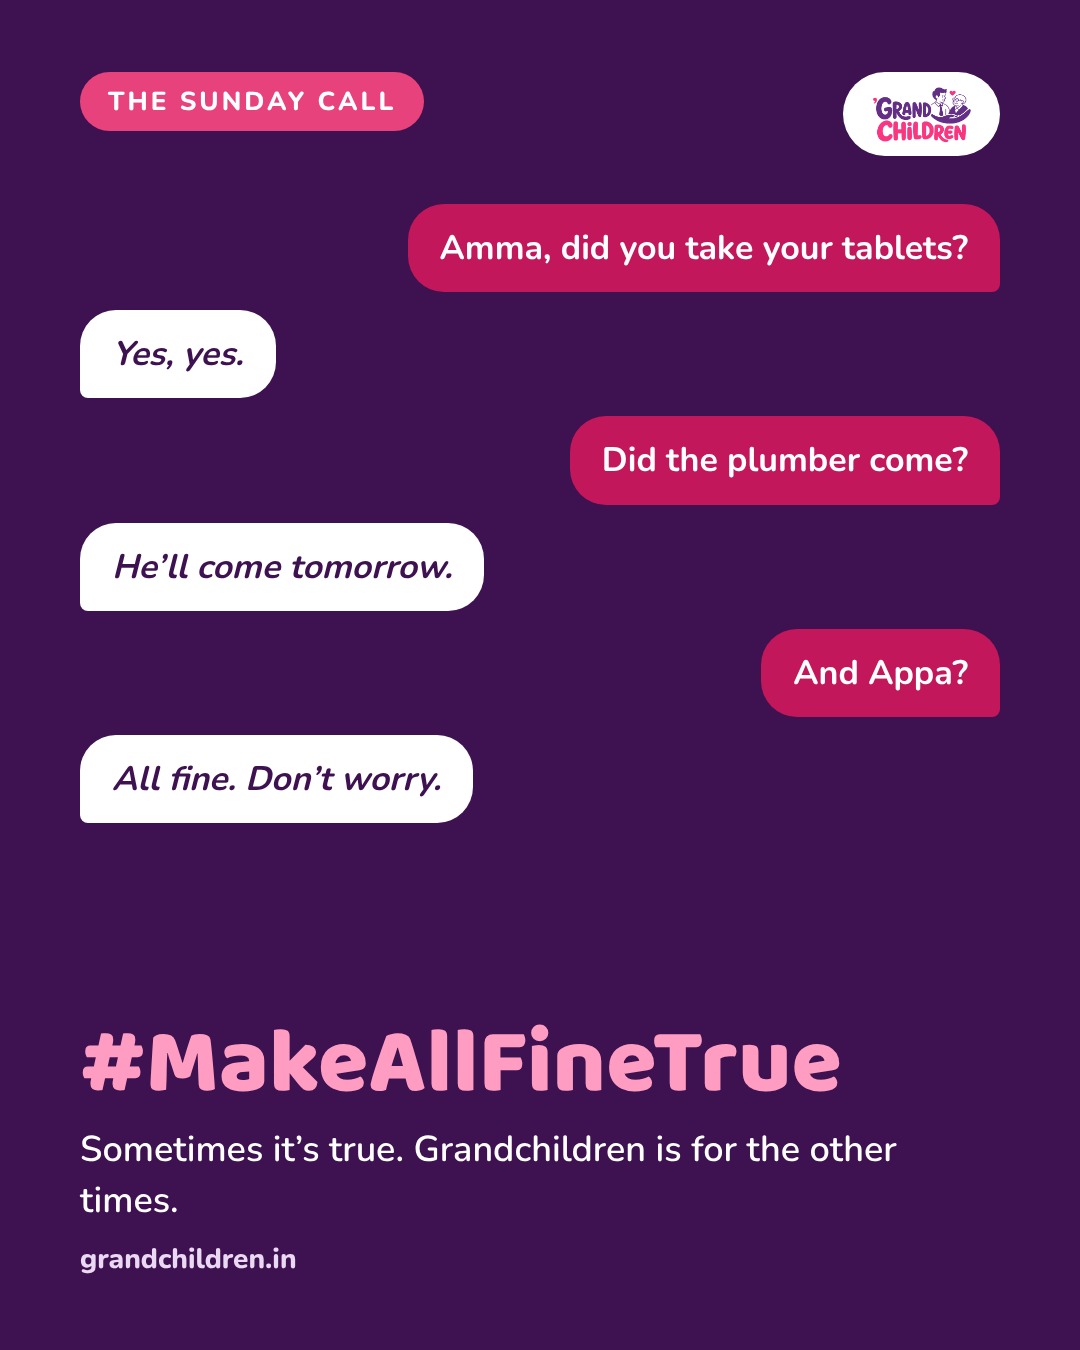 THE SUNDAY CALL
'GRAND
CHiLDREN
Amma, did you take your tablets?
Yes, yes.
Did the plumber come?
He’ll come tomorrow.
And Appa?
All fine. Don’t worry.
#MakeAllFineTrue
Sometimes it’s true. Grandchildren is for the other
times.
grandchildren.in